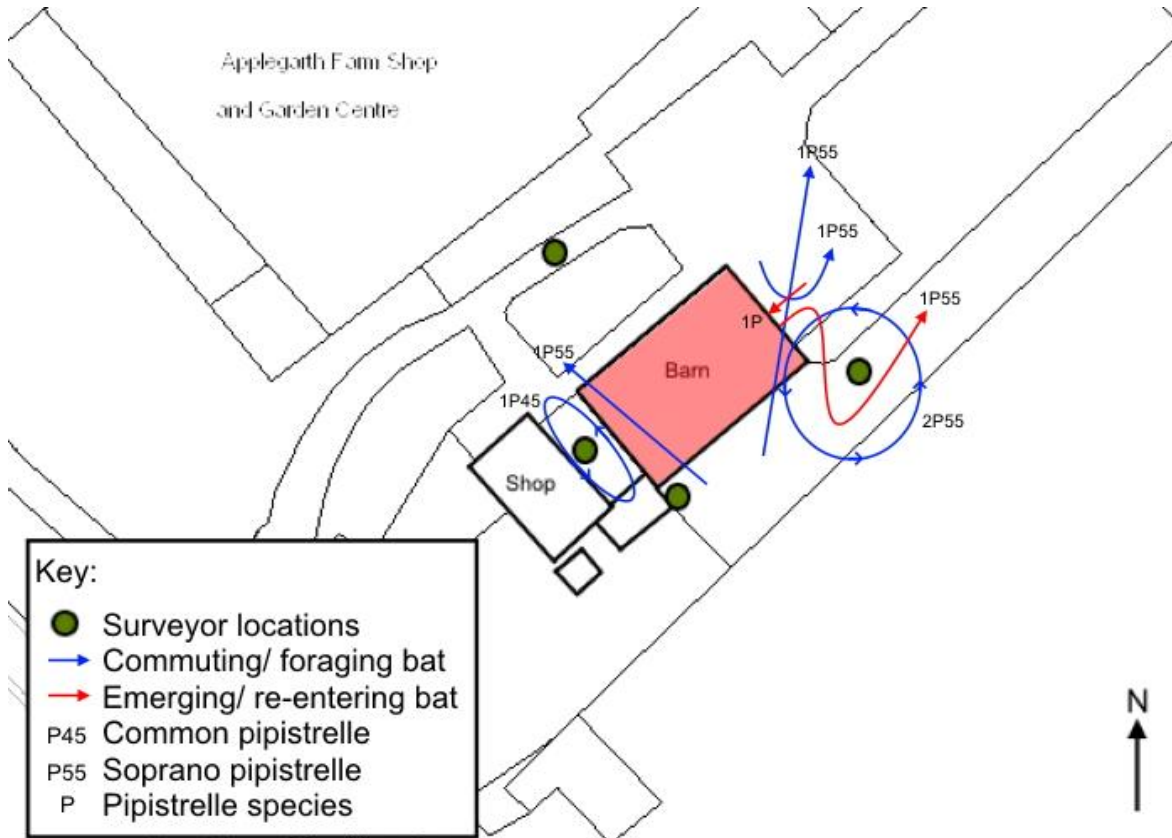 Applegarth Farm Shop
and Garden Centre
1P55
1P55
1P55
1P
1P55
Barn
1P45
2P55
Shop
Key:
Surveyor locations
Commuting/ foraging bat
Emerging/ re-entering bat
P45 Common pipistrelle
P55 Soprano pipistrelle
P Pipistrelle species
N